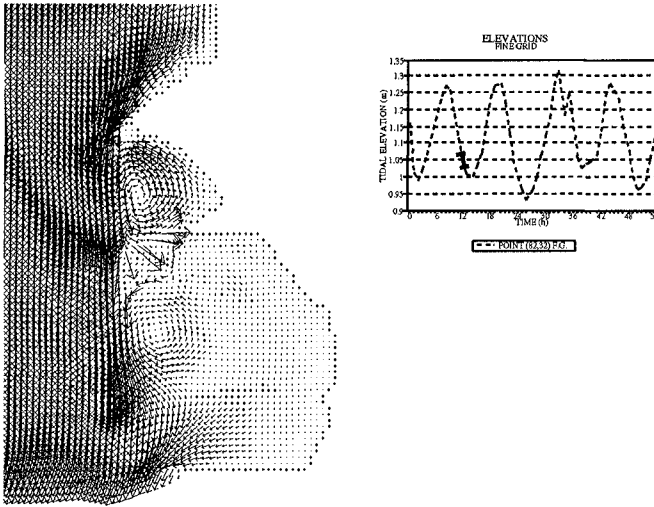 ELEVATIONS
FINE GRID
1.35
1.3
1.25
1.2
1.15
1.1
1.05
1
0.95
0.9
TIDAL ELEVATION (m)
0 6 12 18 24 30 36 42 48
TIME (h)
POINT (82,32) F.G.